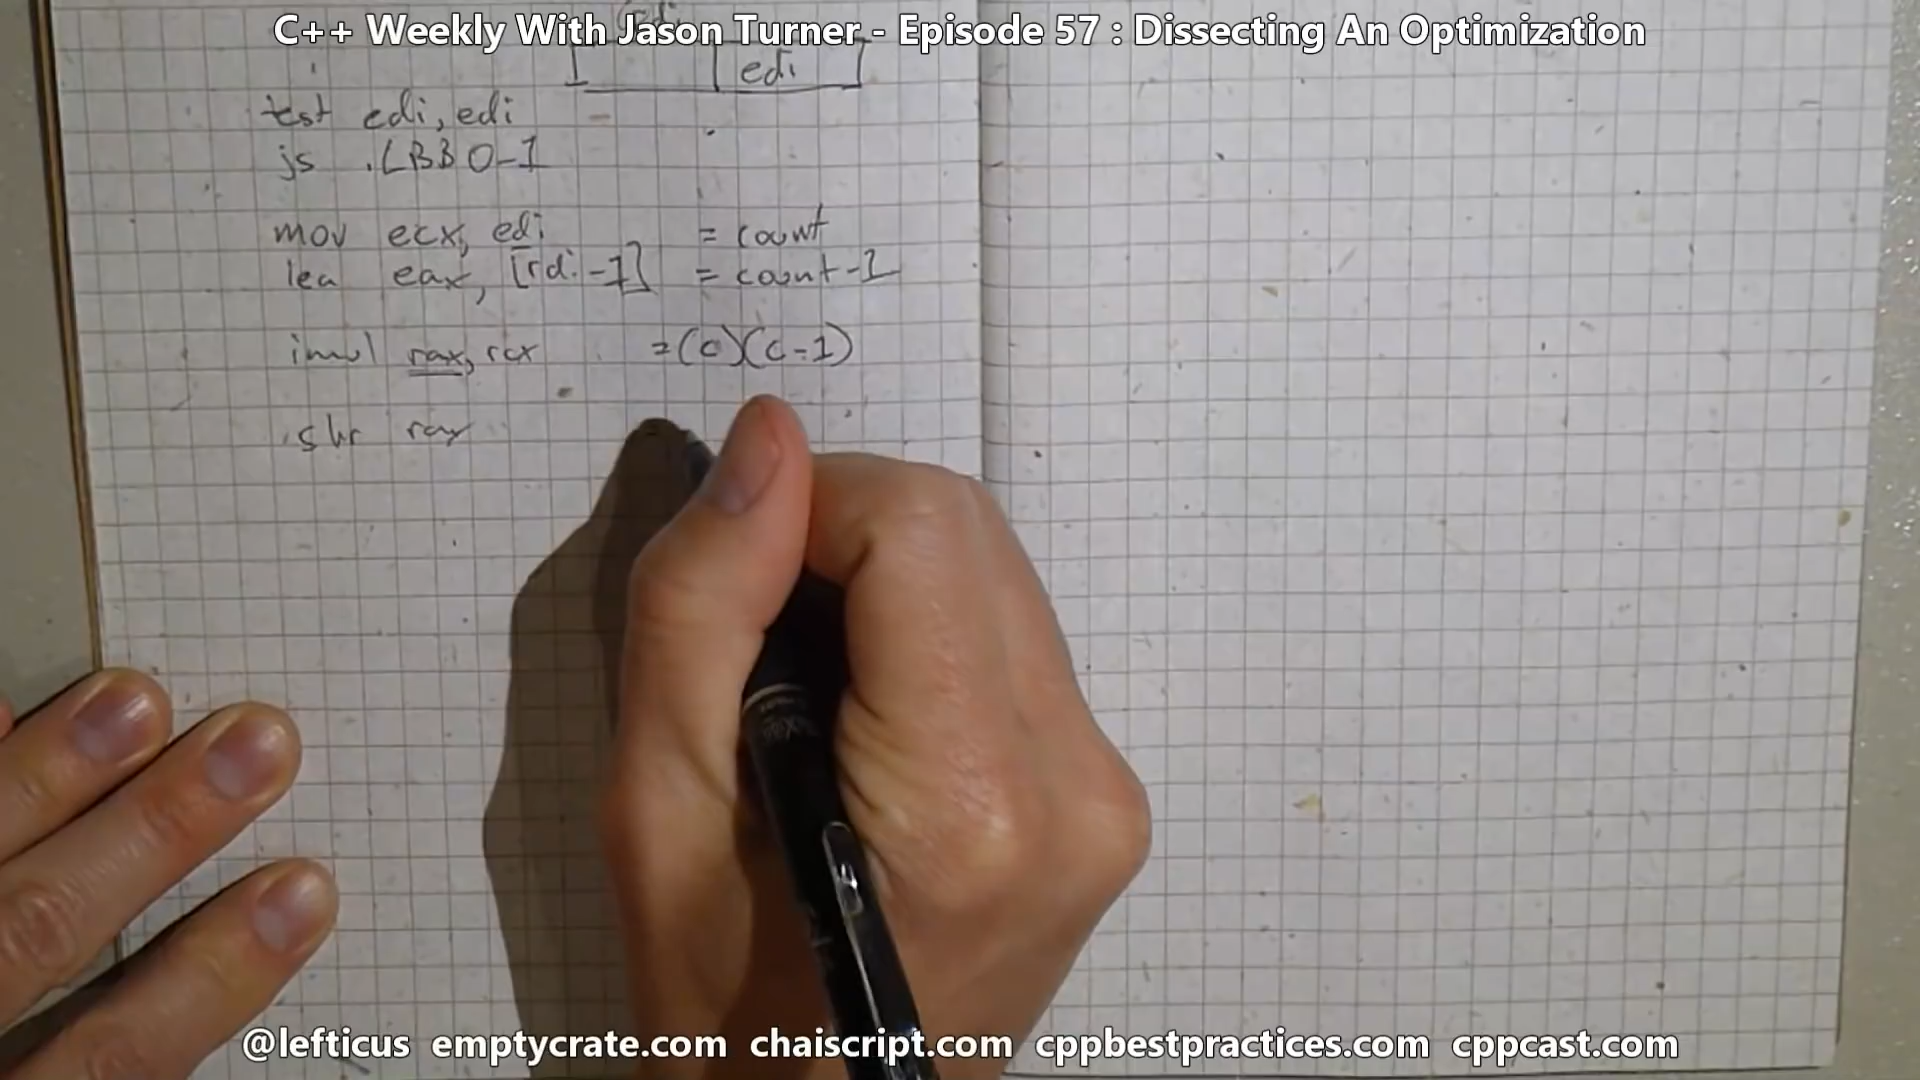 C++ Weekly With Jason Turner - Episode 57 : Dissecting An Optimization
edi
test edi, edi
js .LBB0_1
mov ecx, edi = count
lea eax, [rdi -1] = count -1
imul rax, rcx =(c)(c-1)
shr rax
@lefticus emptycrate.com chaiscript.com cppbestpractices.com cppcast.com